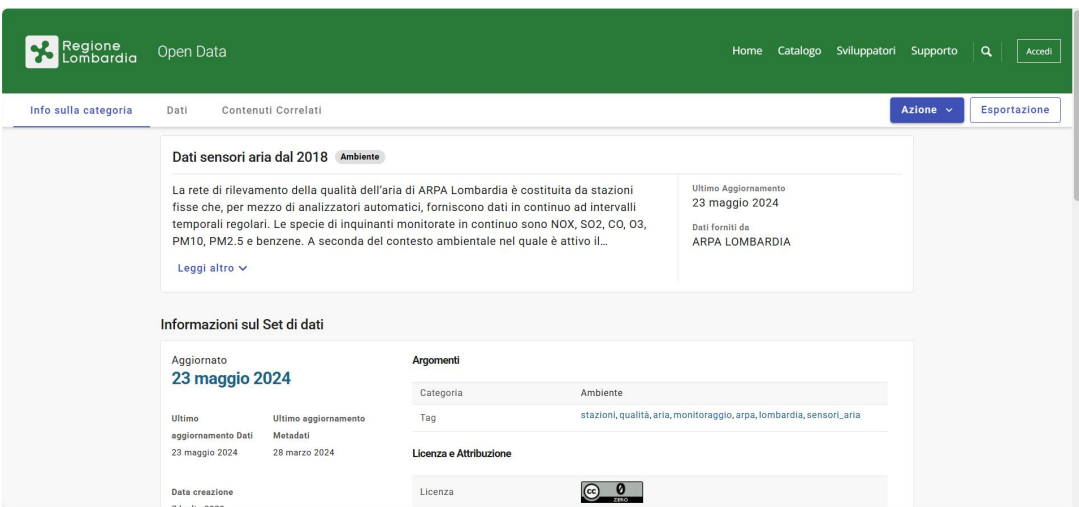 Regione
Lombardia
Open Data
Home Catalogo Sviluppatori Supporto
Accedi
Info sulla categoria Dati Contenuti Correlati
Azione
Esportazione
Dati sensori aria dal 2018 Ambiente
La rete di rilevamento della qualità dell'aria di ARPA Lombardia è costituita da stazioni
fisse che, per mezzo di analizzatori automatici, forniscono dati in continuo ad intervalli
temporali regolari. Le specie di inquinanti monitorate in continuo sono NOX, SO2, CO, O3,
PM10, PM2.5 e benzene. A seconda del contesto ambientale nel quale è attivo il…
Leggi altro
Ultimo Aggiornamento
23 maggio 2024
Dati forniti da
ARPA LOMBARDIA
Informazioni sul Set di dati
Aggiornato
23 maggio 2024
Ultimo
aggiornamento Dati
23 maggio 2024
Ultimo aggiornamento
Metadati
28 marzo 2024
Data creazione
Argomenti
Categoria Ambiente
Tag stazioni, qualità, aria, monitoraggio, arpa, lombardia, sensori_aria
Licenza e Attribuzione
Licenza
cc 0
ZERO